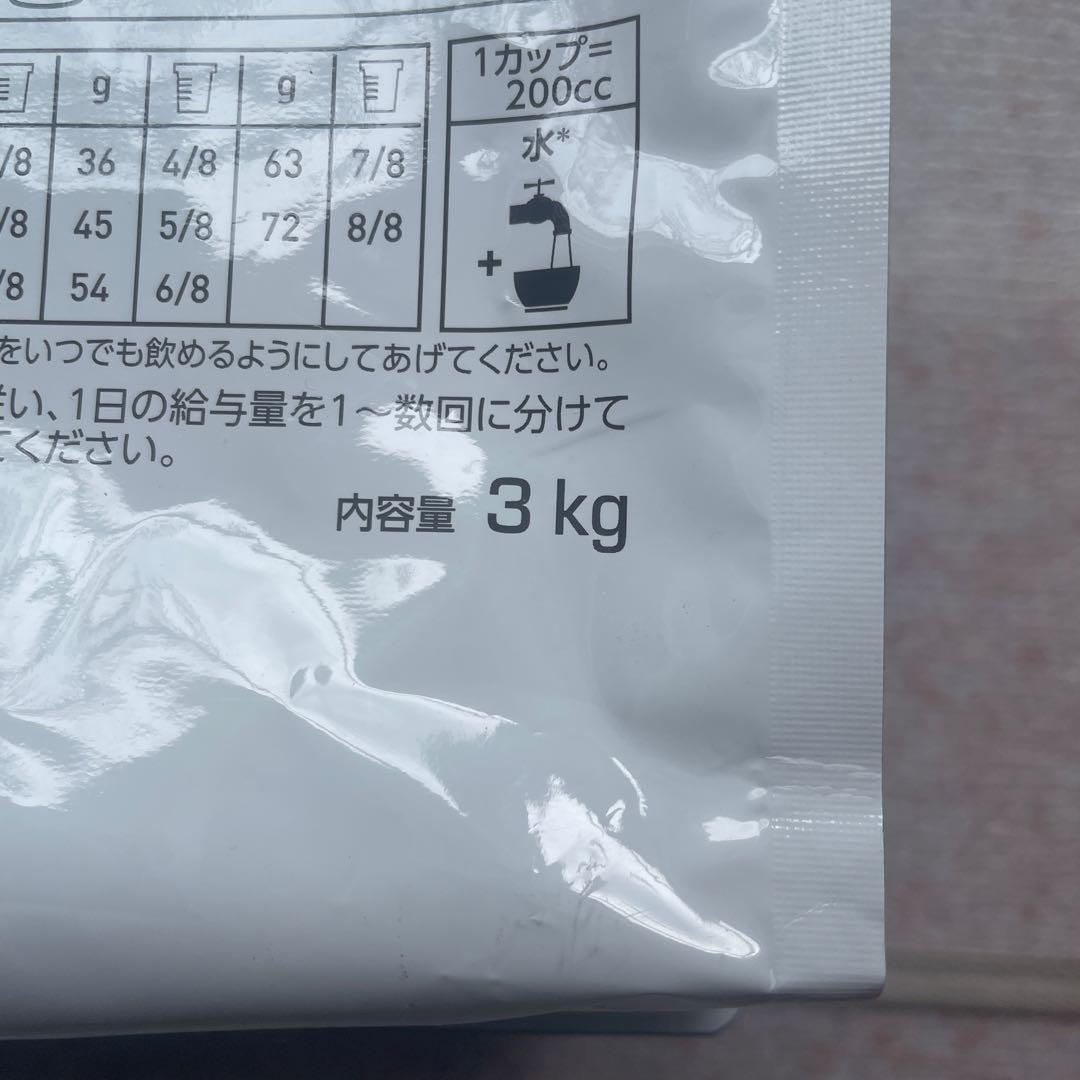 g g
/8 36 4/8 63 7/8
/8 45 5/8 72 8/8
/8 54 6/8
1カップ=
200cc
水*
+
をいつでも飲めるようにしてあげてください。
い、1日の給与量を1～数回に分けて
ください。
内容量 3 kg